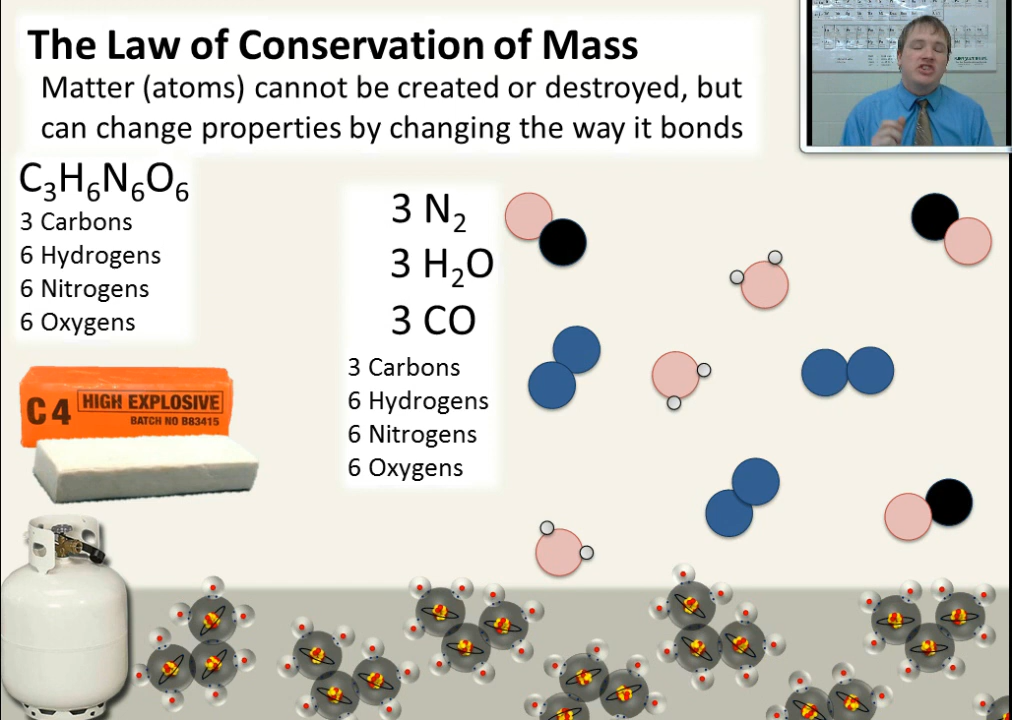 The Law of Conservation of Mass
Matter (atoms) cannot be created or destroyed, but
can change properties by changing the way it bonds
C₃H₆N₆O₆
3 Carbons
6 Hydrogens
6 Nitrogens
6 Oxygens
3 N₂
3 H₂O
3 CO
3 Carbons
6 Hydrogens
6 Nitrogens
6 Oxygens
C4 HIGH EXPLOSIVE
BATCH NO B83415